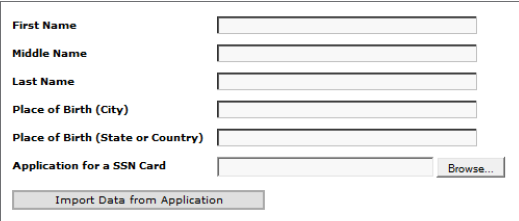 First Name
Middle Name
Last Name
Place of Birth (City)
Place of Birth (State or Country)
Application for a SSN Card Browse...
Import Data from Application